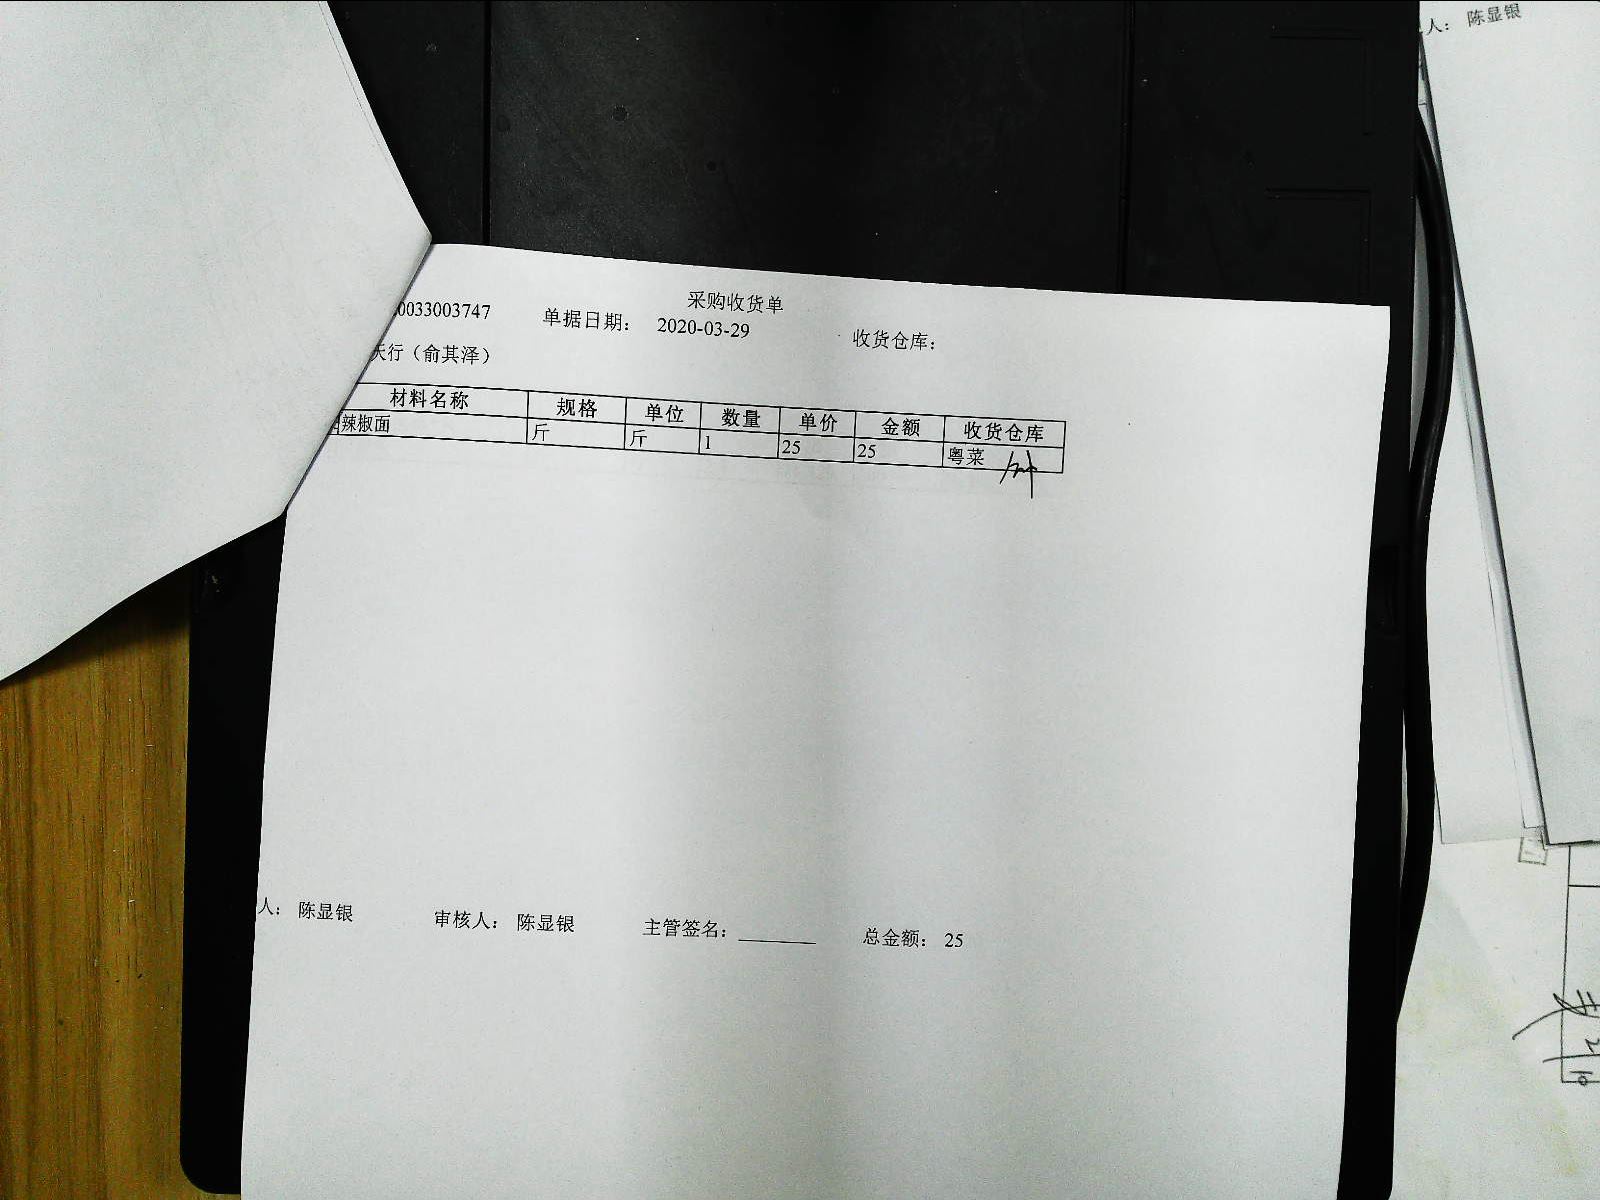 人: 陈显银
采购收货单
0033003747 单据日期: 2020-03-29 收货仓库:
天行（俞其泽）
材料名称 规格 单位 数量 单价 金额 收货仓库
辣椒面 斤 斤 1 25 25 粤菜
人: 陈显银 审核人: 陈显银 主管签名: ________ 总金额: 25